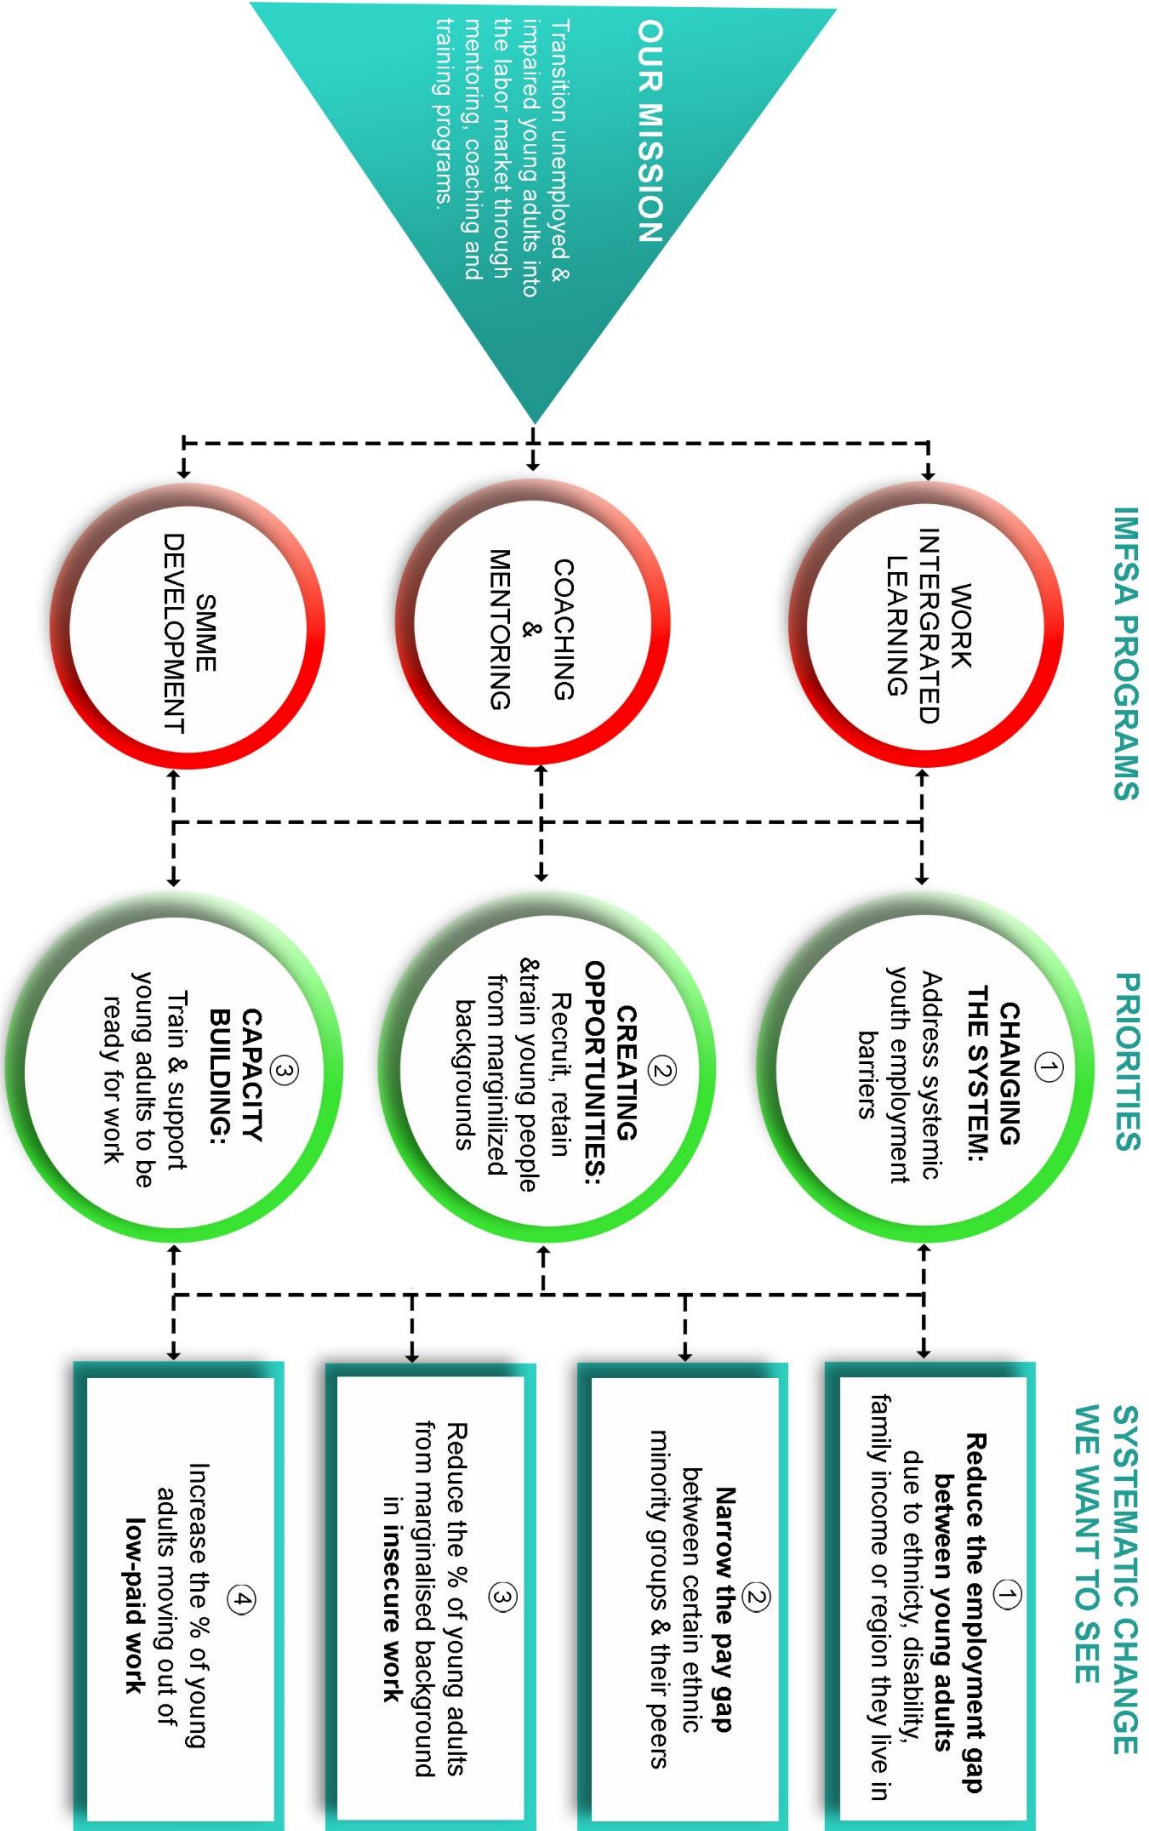 OUR MISSION
Transition unemployed &
impaired young adults into
the labor market through
mentoring, coaching and
training programs.
IMFSA PROGRAMS
WORK
INTERGRATED
LEARNING
COACHING
&
MENTORING
SMME
DEVELOPMENT
PRIORITIES
①
CHANGING
THE SYSTEM:
Address systemic
youth employment
barriers
②
CREATING
OPPORTUNITIES:
Recruit, retain
&train young people
from marginilized
backgrounds
③
CAPACITY
BUILDING:
Train & support
young adults to be
ready for work
SYSTEMATIC CHANGE
WE WANT TO SEE
①
Reduce the employment gap
between young adults
due to ethnicty, disability,
family income or region they live in
②
Narrow the pay gap
between certain ethnic
minority groups & their peers
③
Reduce the % of young adults
from marginalised background
in insecure work
④
Increase the % of young
adults moving out of
low-paid work